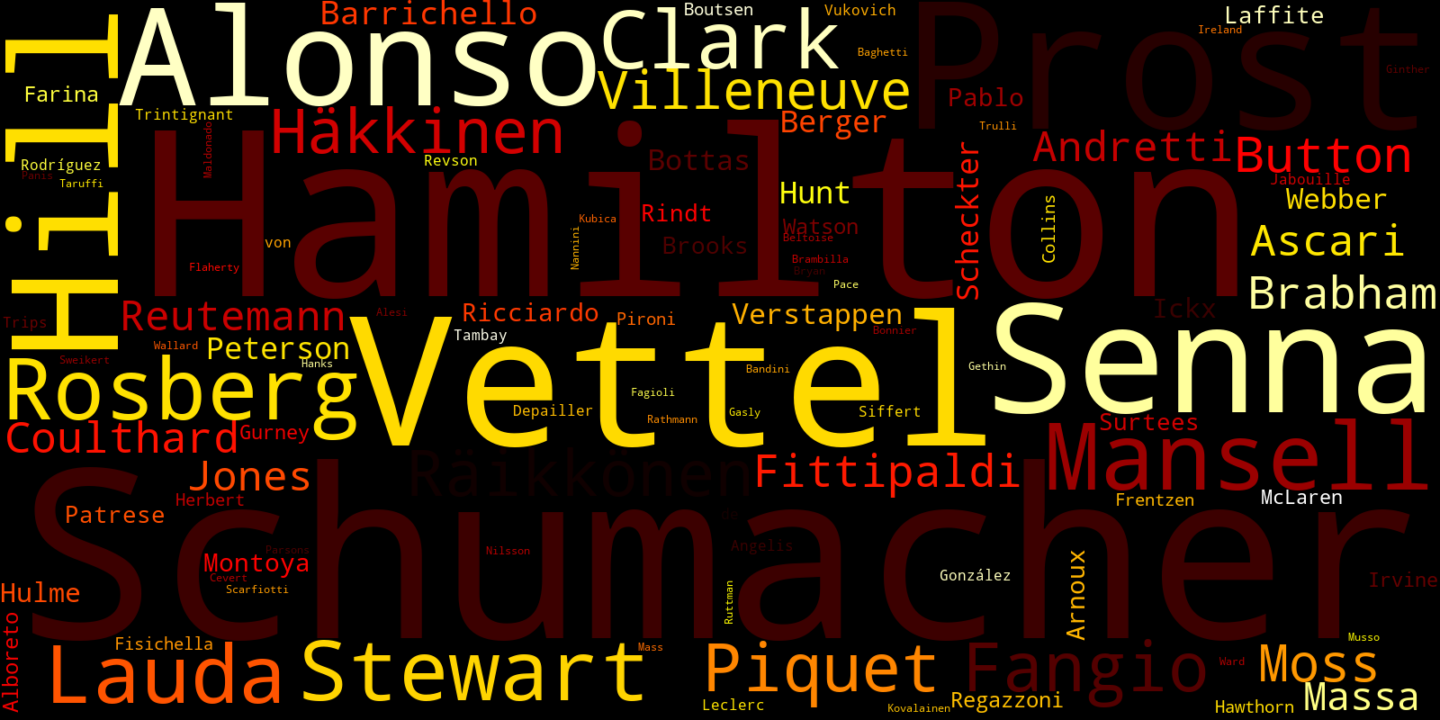 Hill
Alonso
Barrichello
Clark
Boutsen
Vukovich
Baghetti
Prost
Laffite
Ireland
Ginther
Farina
Trintignant
Häkkinen
Villeneuve
Berger
Pablo
Trulli
Andretti
Button
Jabouille
Webber
Rodríguez
Panis
Taruffi
Maldonado
Hamilton
Revson
Bottas
Hunt
Rindt
Kubica
Watson
Beltoise
Brooks
Nannini
von
Flaherty
Brambilla
Bryan
Pace
Scheckter
Collins
Ascari
Brabham
Ickx
Trips
Reutemann
Alesi
Ricciardo
Pironi
Verstappen
Bonnier
Senna
Tambay
Wallard
Peterson
Hanks
Sweikert
Rosberg
Vettel
Bandini
Gethin
Fagioli
Depailler
Rathmann
Gasly
Siffert
Coulthard
Gurney
Surtees
Mansell
Räikkönen
Fittipaldi
Jones
Herbert
Patrese
Schumacher
Frentzen
McLaren
de
Angelis
Nilsson
Parsons
Montoya
Cevert
Scarfiotti
González
Irvine
Arnoux
Ruttman
Hulme
Alboreto
Fisichella
Lauda
Stewart
Mass
Piquet
Leclerc
Fangio
Kovalainen
Regazzoni
Ward
Moss
Musso
Hawthorn
Massa